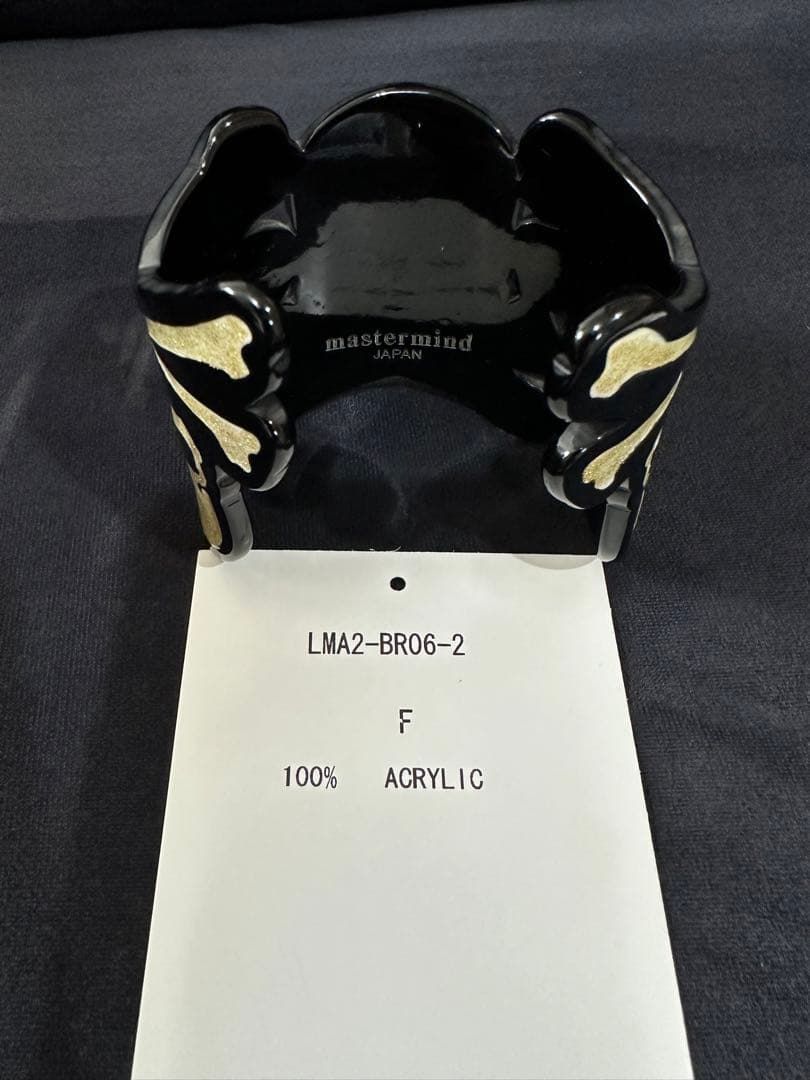 mastermind
JAPAN
LMA2-BR06-2
F
100% ACRYLIC